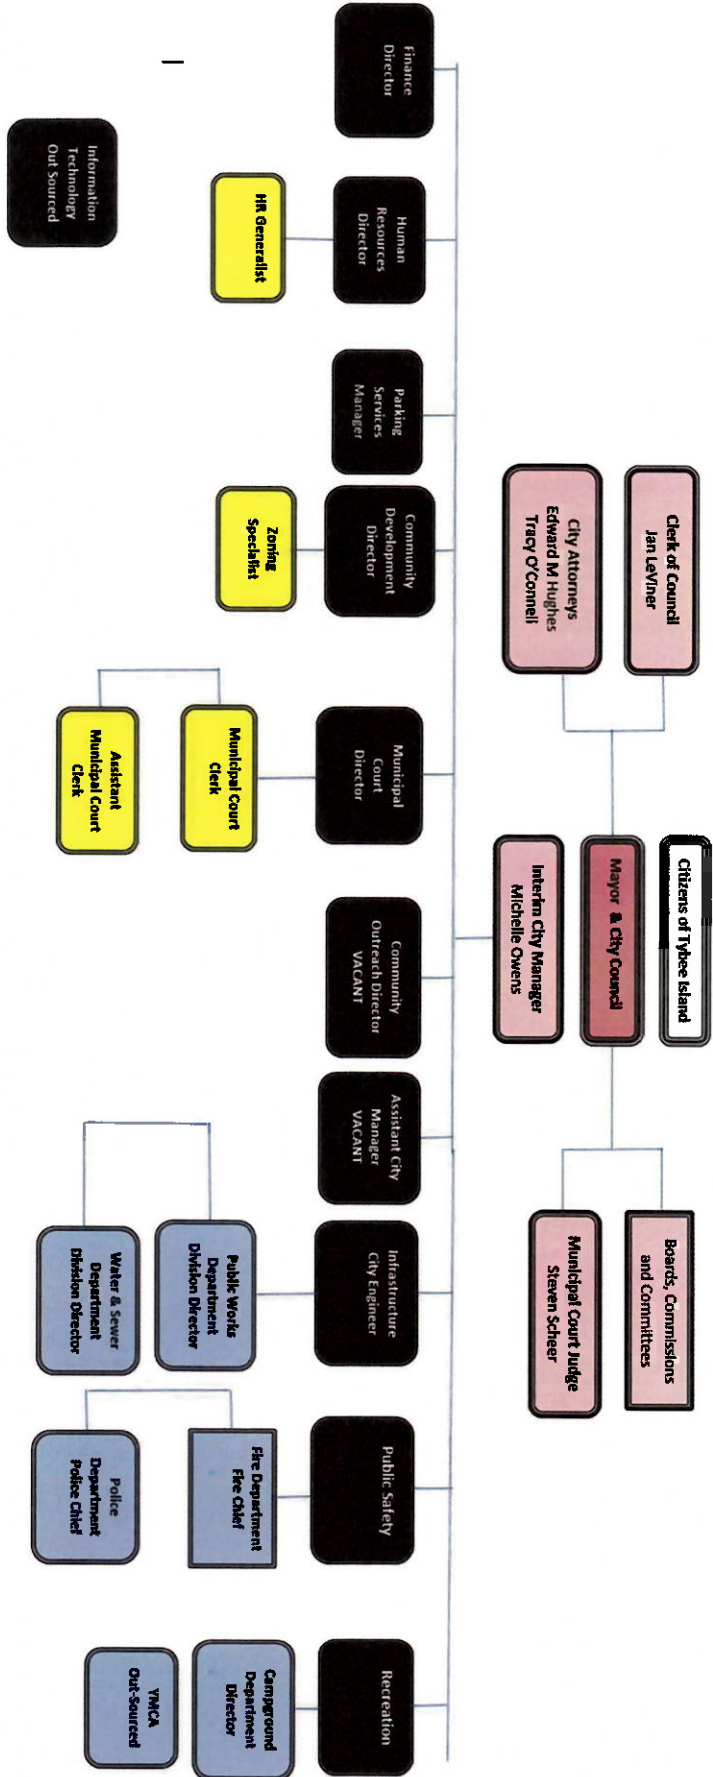 Citizens of Tybee Island
Mayor & City Council
Clerk of Council
Jan LeViner
City Attorneys
Edward M Hughes
Tracy O'Connell
Boards, Commissions
and Committees
Municipal Court Judge
Steven Scheer
Interim City Manager
Michelle Owens
Finance
Director
Human
Resources
Director
Parking
Services
Manager
Community
Development
Director
Municipal
Court
Director
Community
Outreach Director
VACANT
Assistant City
Manager
VACANT
Infrastructure
City Engineer
Public Safety
Recreation
HR Generalist
Zoning
Specialist
Municipal Court
Clerk
Assistant
Municipal Court
Clerk
Public Works
Department
Division Director
Water & Sewer
Department
Division Director
Fire Department
Fire Chief
Police
Department
Police Chief
Campground
Department
Director
YMCA
Out-Sourced
Information
Technology
Out Sourced